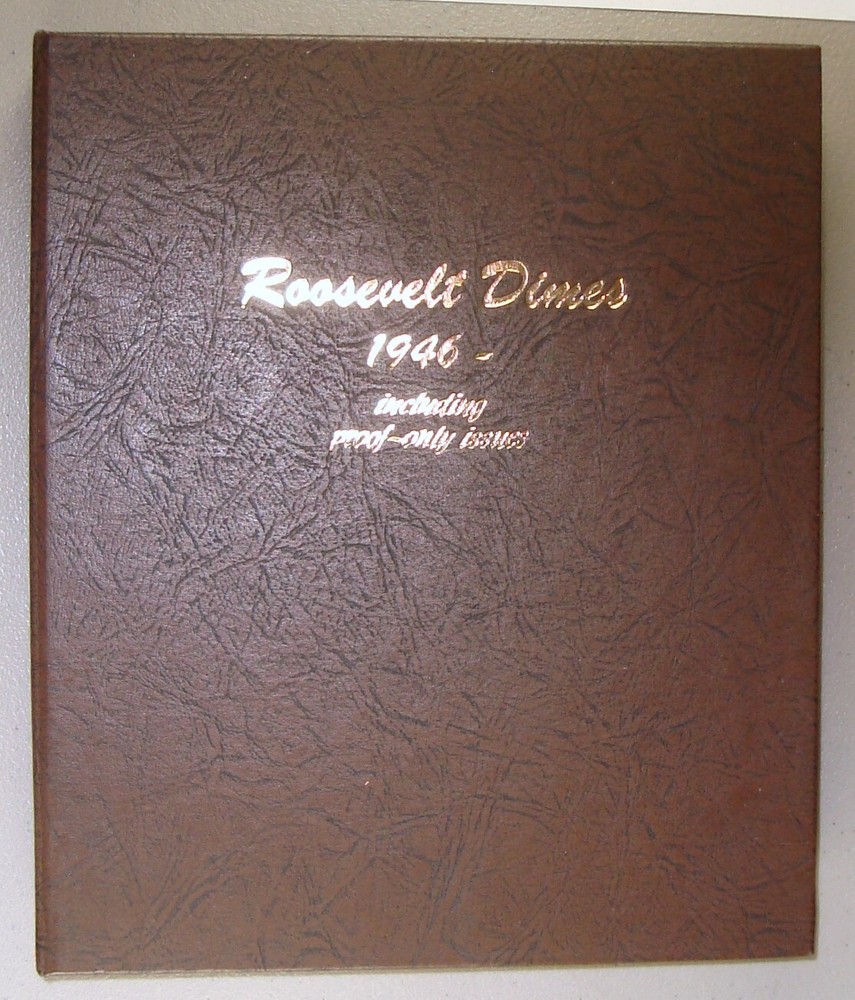 Roosevelt Dimes
1946 -
including
proof-only issues